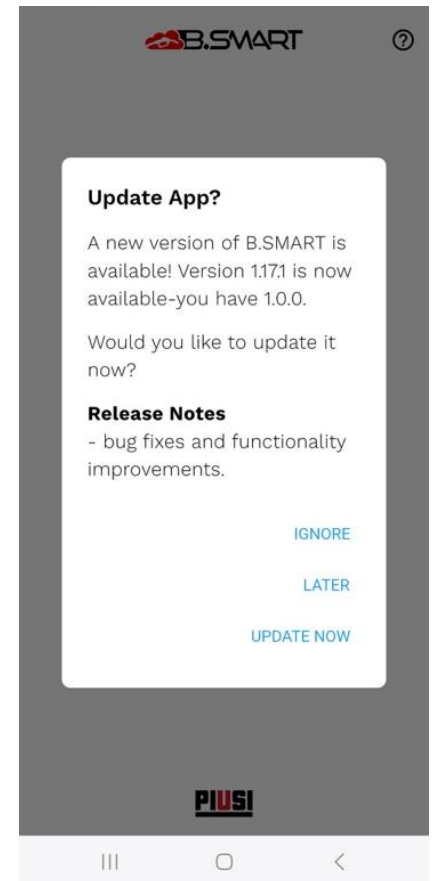 B.SMART
Update App?
A new version of B.SMART is
available! Version 1.17.1 is now
available-you have 1.0.0.
Would you like to update it
now?
Release Notes
- bug fixes and functionality
improvements.
IGNORE
LATER
UPDATE NOW
PIUSI